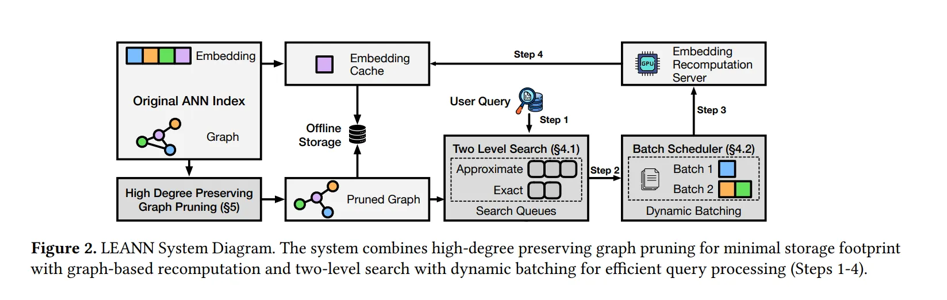 Embedding
Original ANN Index
Graph
High Degree Preserving
Graph Pruning (§5)
Embedding
Cache
Offline
Storage
Pruned Graph
User Query
Step 1
Two Level Search (§4.1)
Approximate
Exact
Search Queues
Step 2
Batch Scheduler (§4.2)
Batch 1
Batch 2
Dynamic Batching
Step 3
GPU
Embedding
Recomputation
Server
Step 4
Figure 2. LEANN System Diagram. The system combines high-degree preserving graph pruning for minimal storage footprint
with graph-based recomputation and two-level search with dynamic batching for efficient query processing (Steps 1-4).